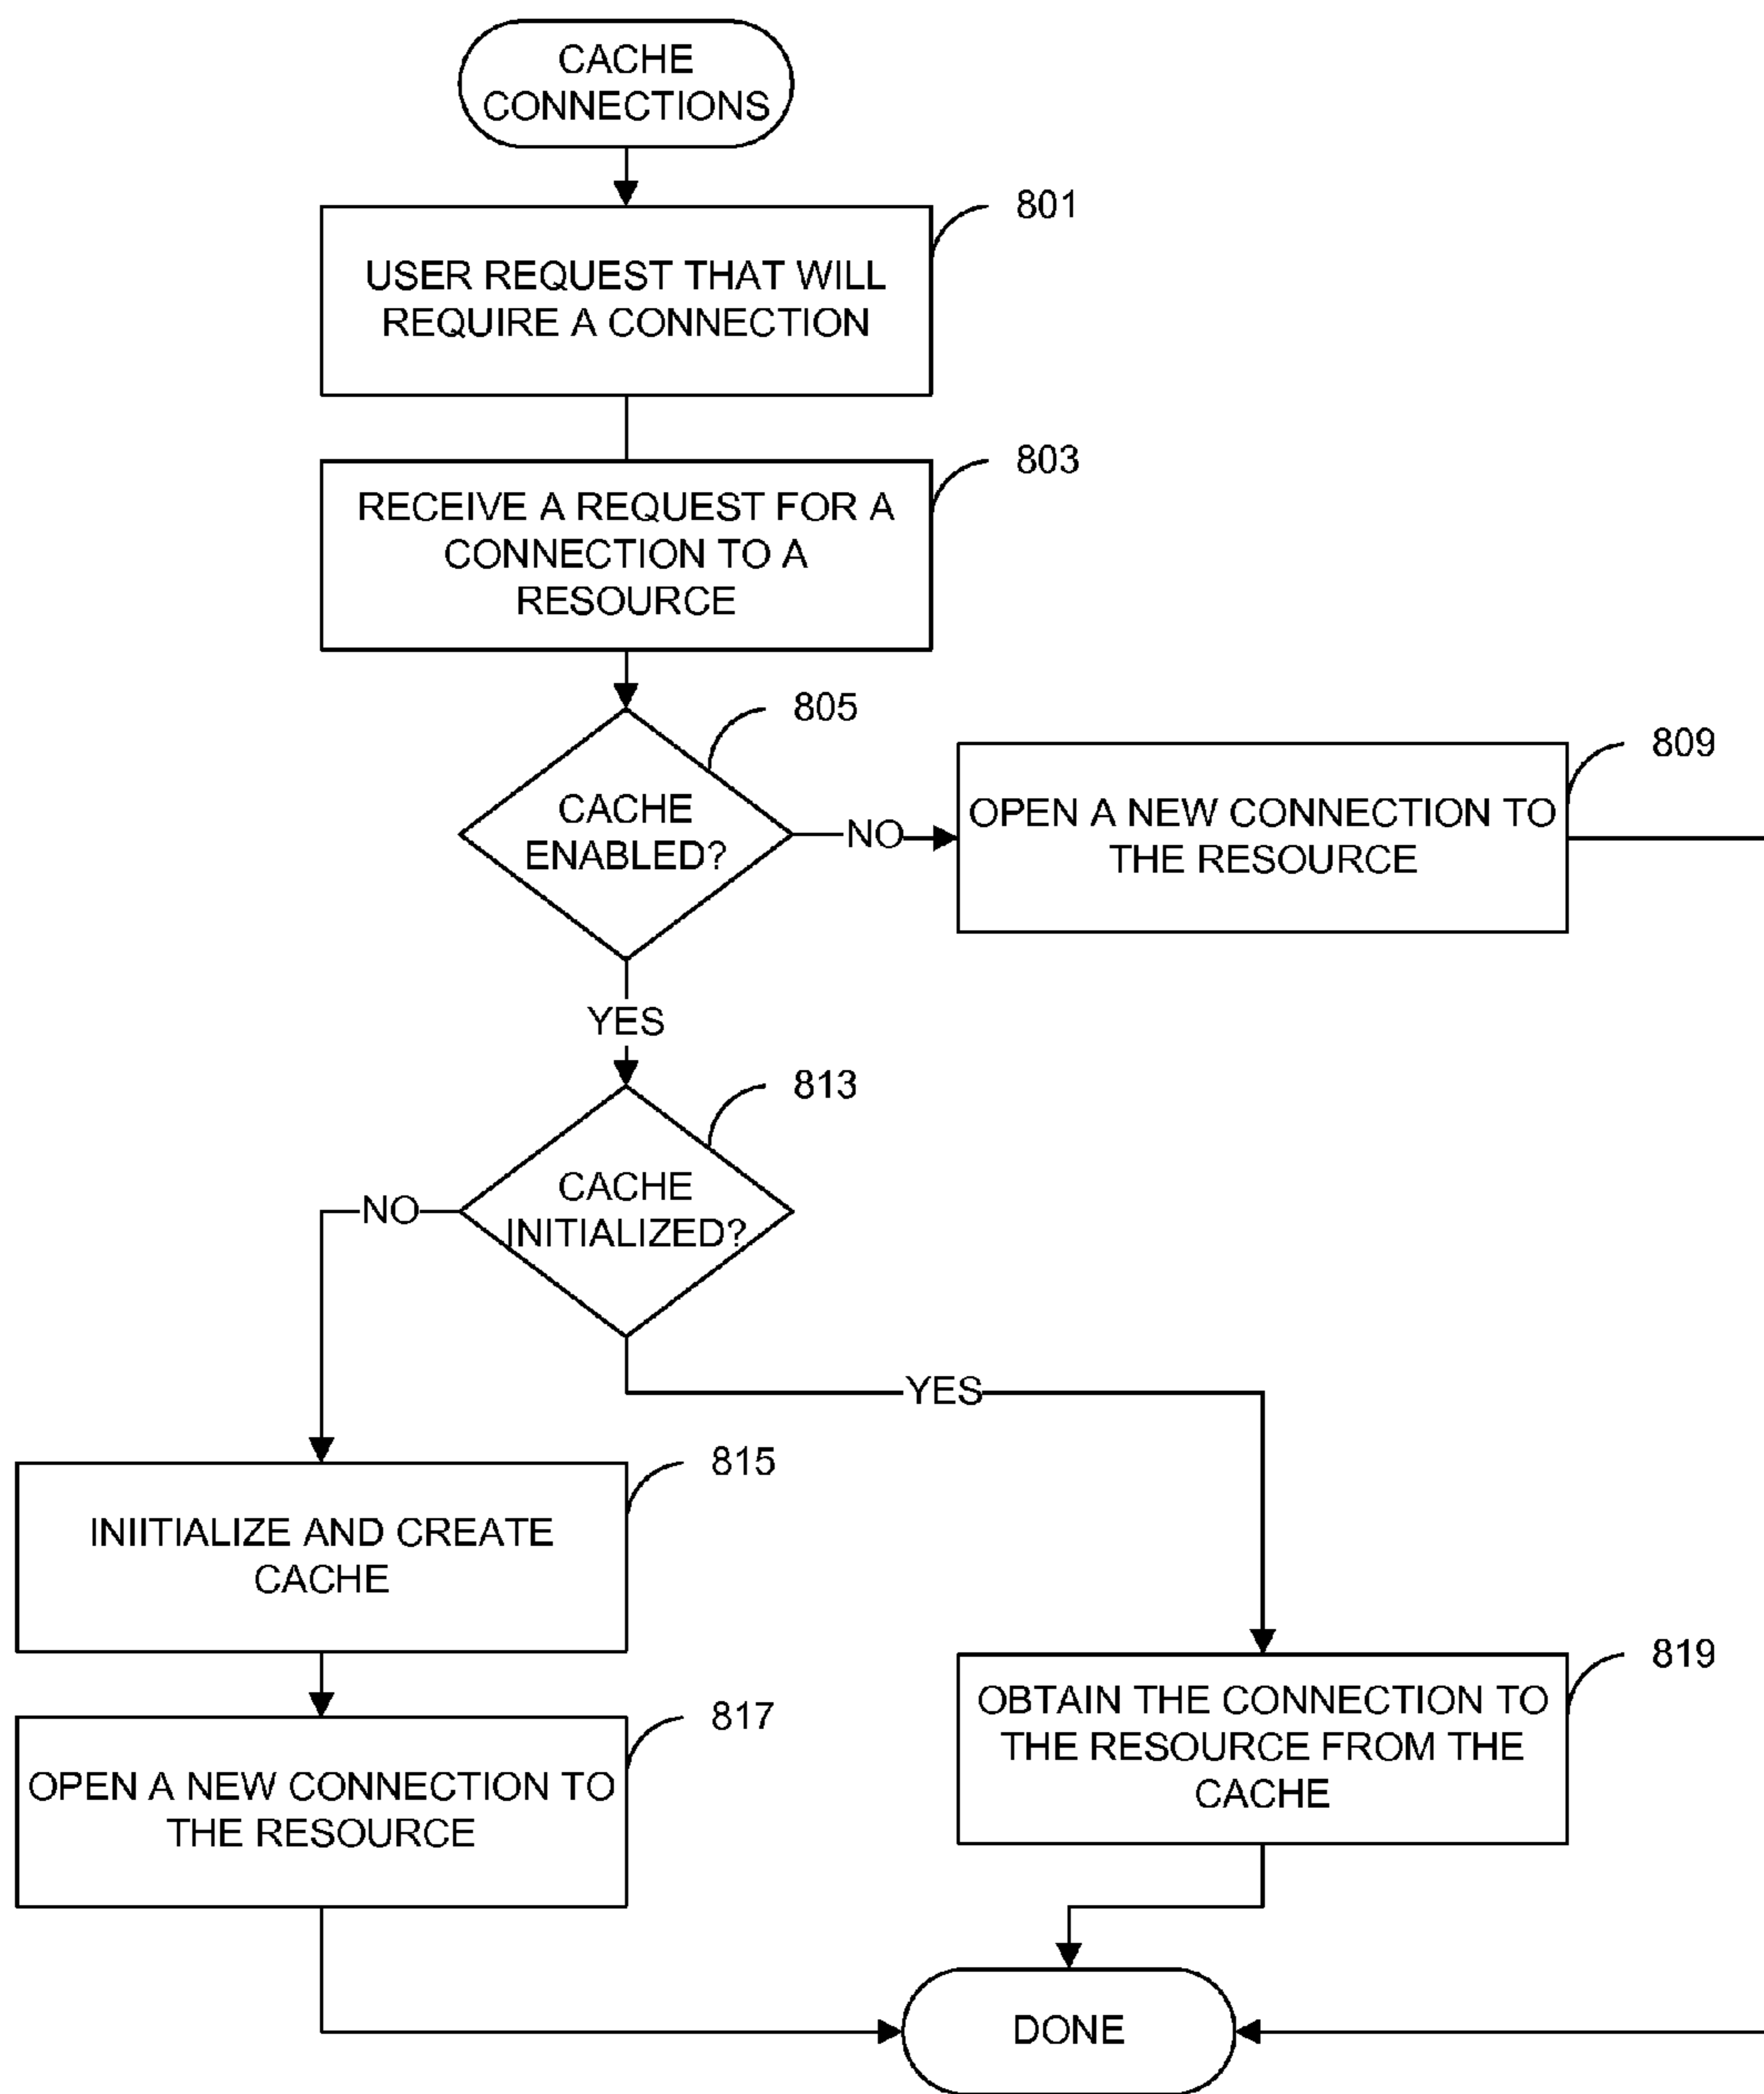 CACHE
CONNECTIONS
801
USER REQUEST THAT WILL
REQUIRE A CONNECTION
803
RECEIVE A REQUEST FOR A
CONNECTION TO A
RESOURCE
805
CACHE
ENABLED?
NO
809
OPEN A NEW CONNECTION TO
THE RESOURCE
YES
813
CACHE
INITIALIZED?
NO
YES
815
INIITIALIZE AND CREATE
CACHE
817
OPEN A NEW CONNECTION TO
THE RESOURCE
819
OBTAIN THE CONNECTION TO
THE RESOURCE FROM THE
CACHE
DONE